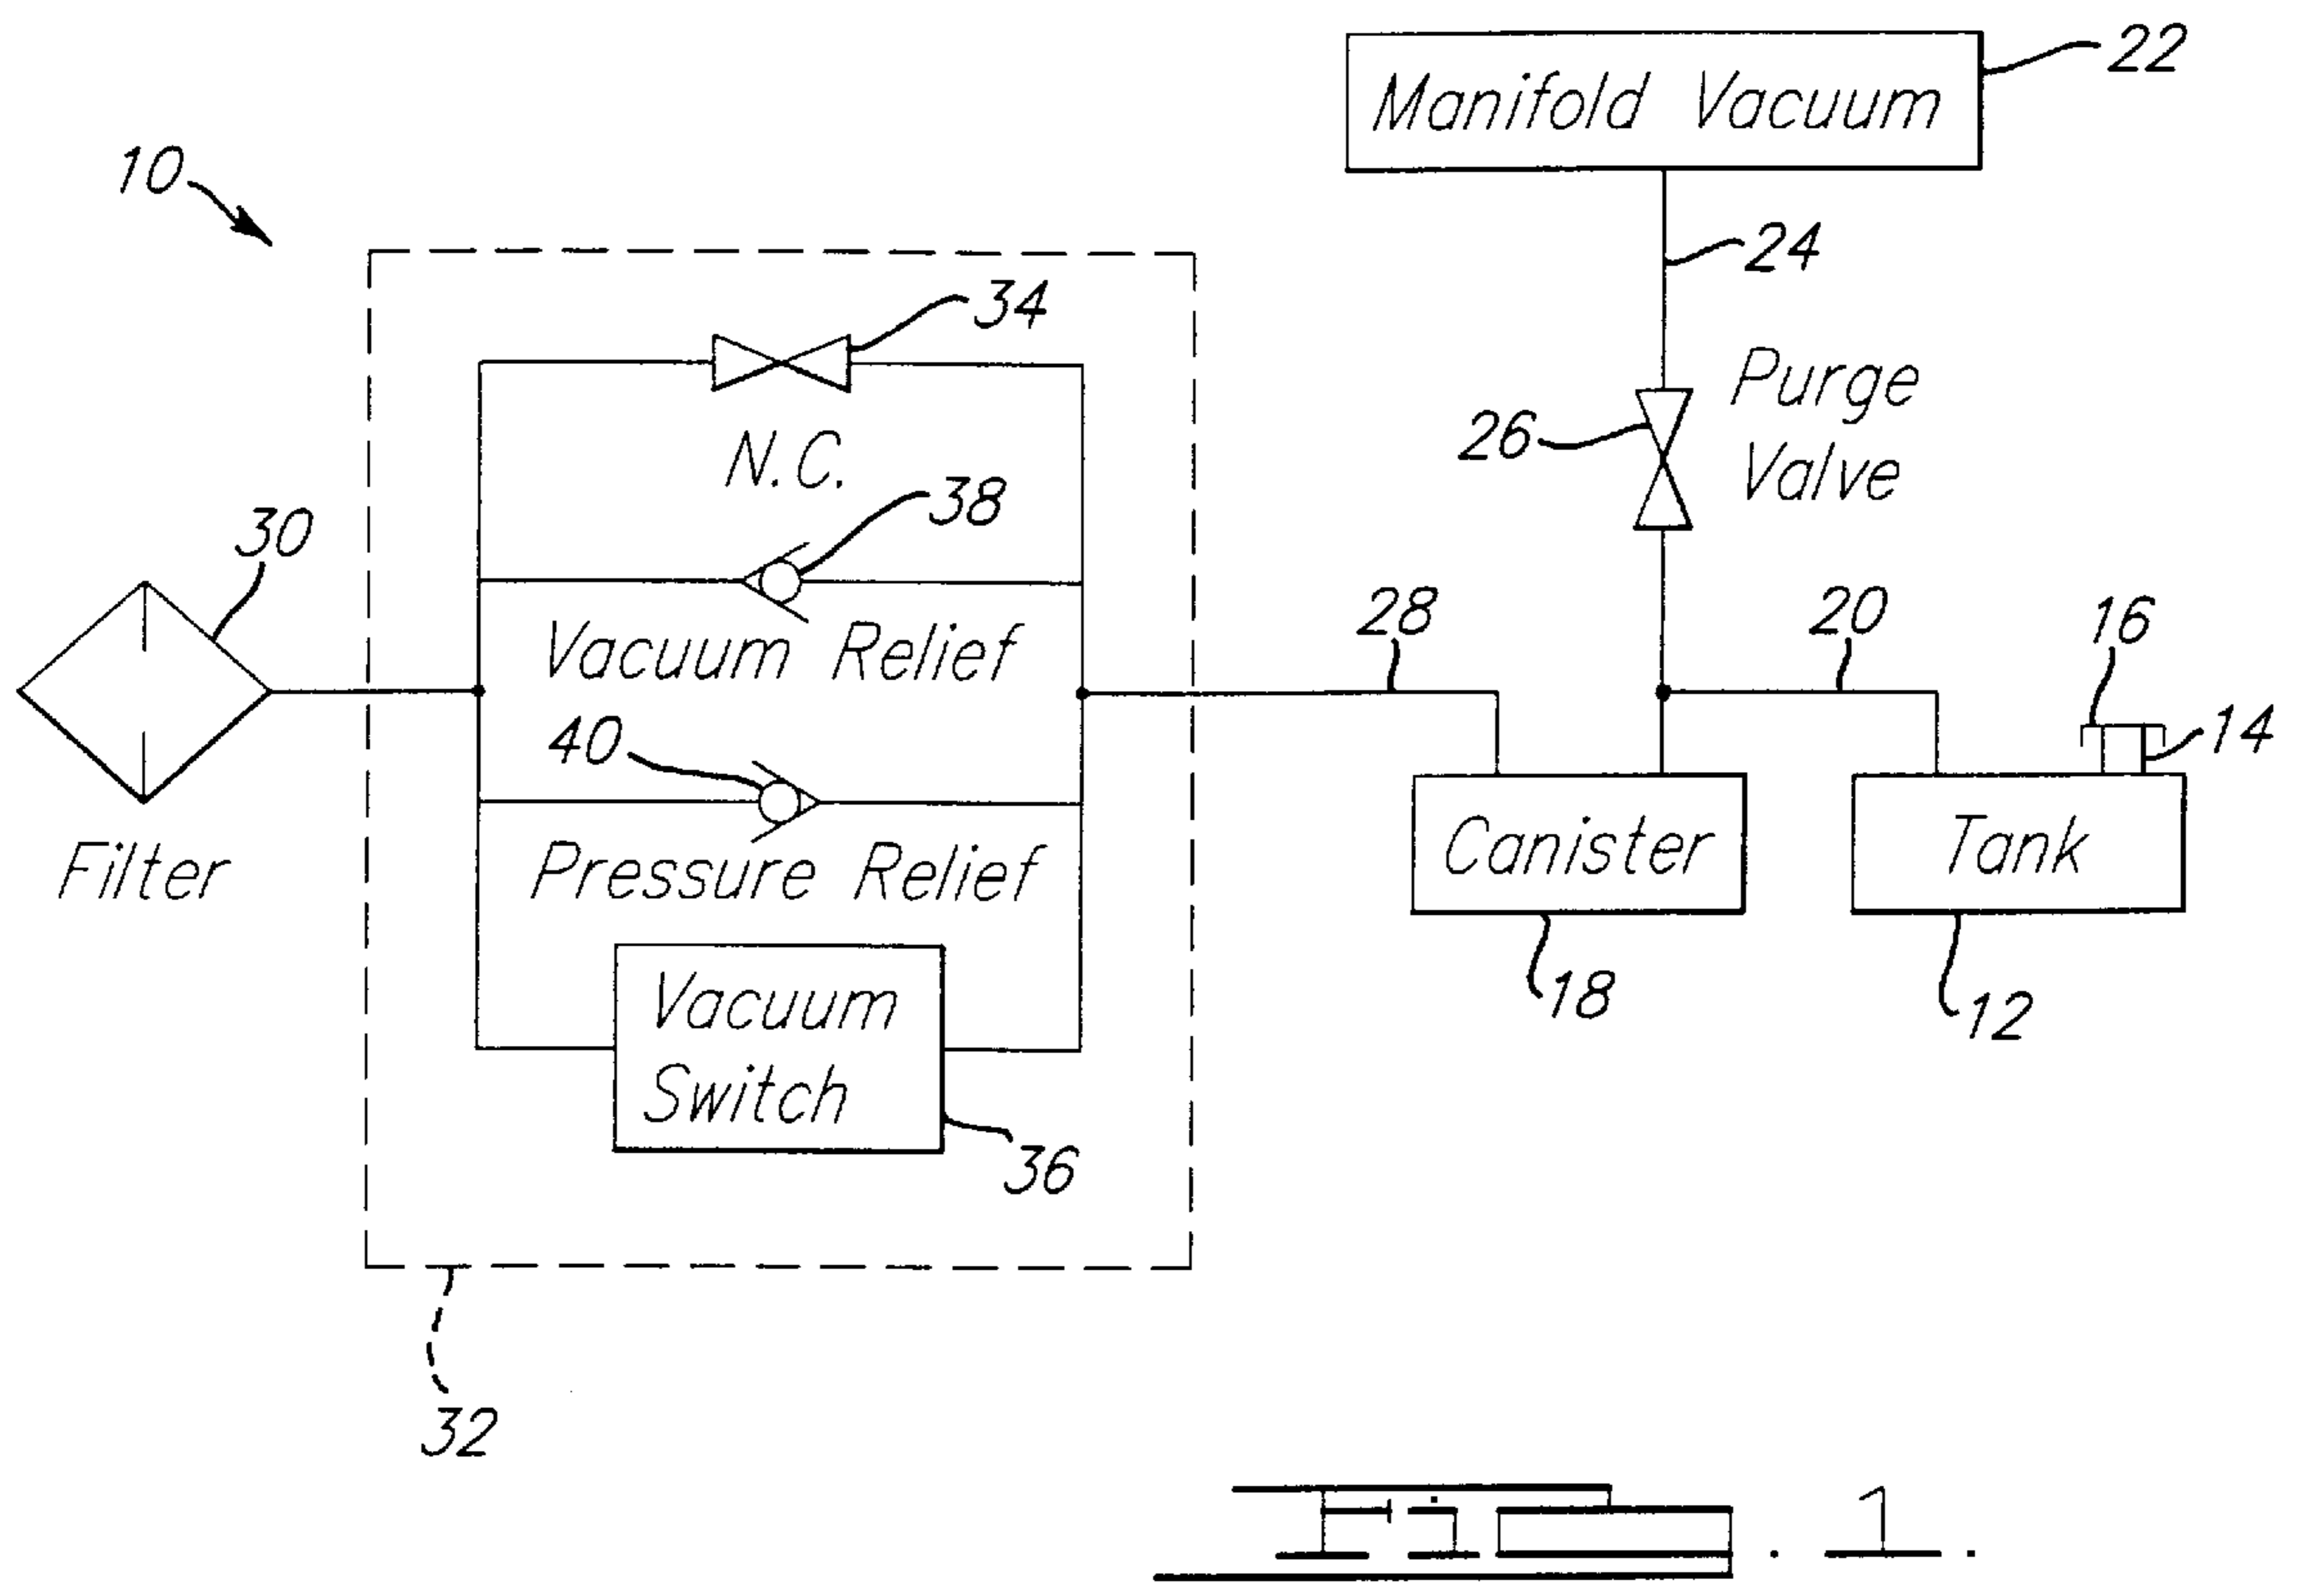 22
Manifold Vacuum
10
24
34
Purge
Valve
26
N.C.
38
30
28
20
16
Vacuum Relief
40
14
Filter
Pressure Relief
Canister
Tank
Vacuum
Switch
18
12
36
32
Fig. 1.